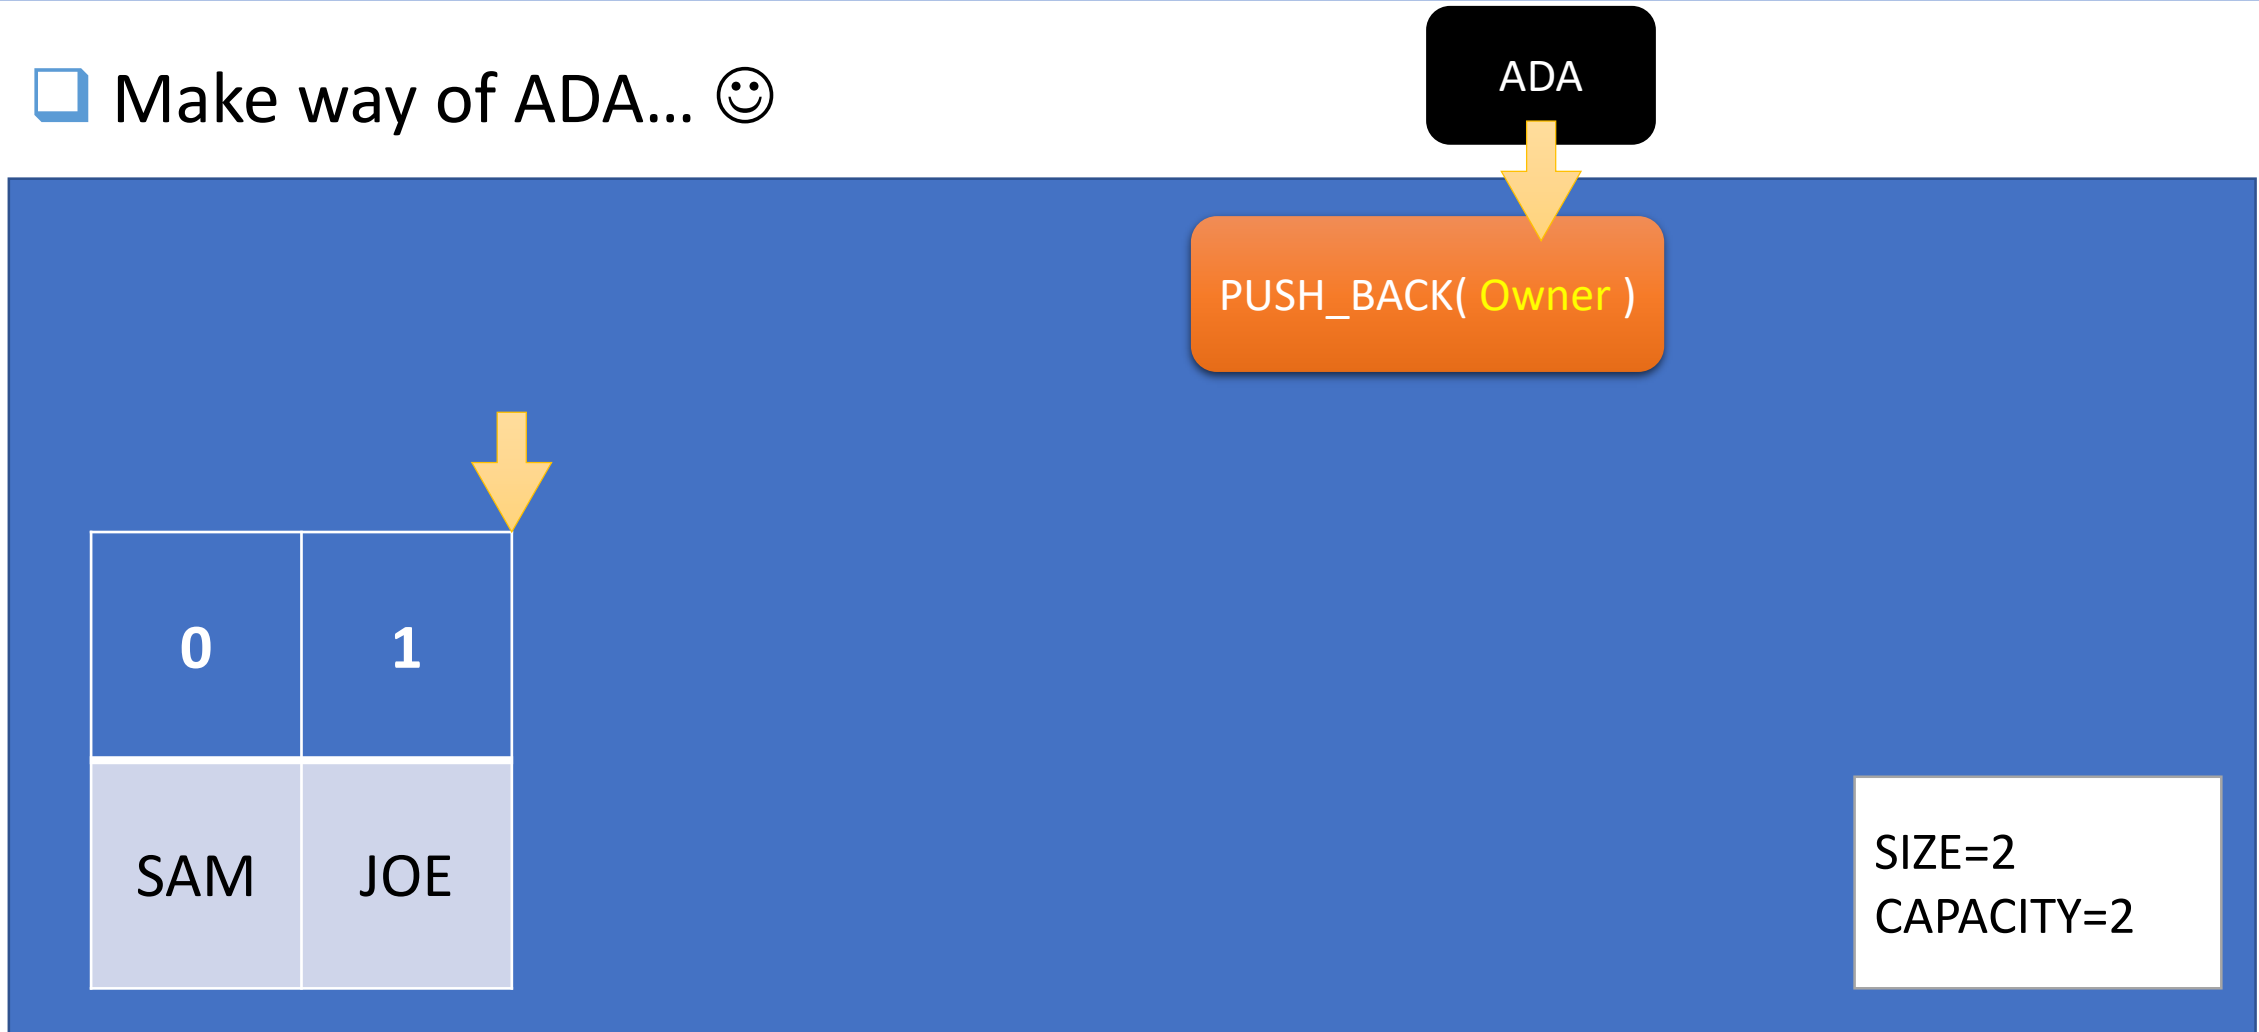 Make way of ADA... ☺
ADA
PUSH_BACK( Owner )
0 1
SAM JOE
SIZE=2
CAPACITY=2